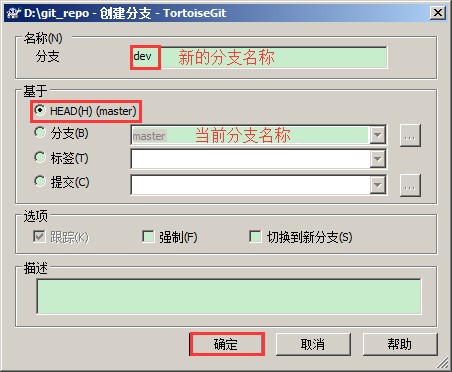 D:\git_repo - 创建分支 - TortoiseGit
名称(N)
分支 dev 新的分支名称
基于
HEAD(H) (master)
分支(B) master 当前分支名称 ...
标签(T)
提交(C) ...
选项
跟踪(K) 强制(F) 切换到新分支(S)
描述
确定 取消 帮助